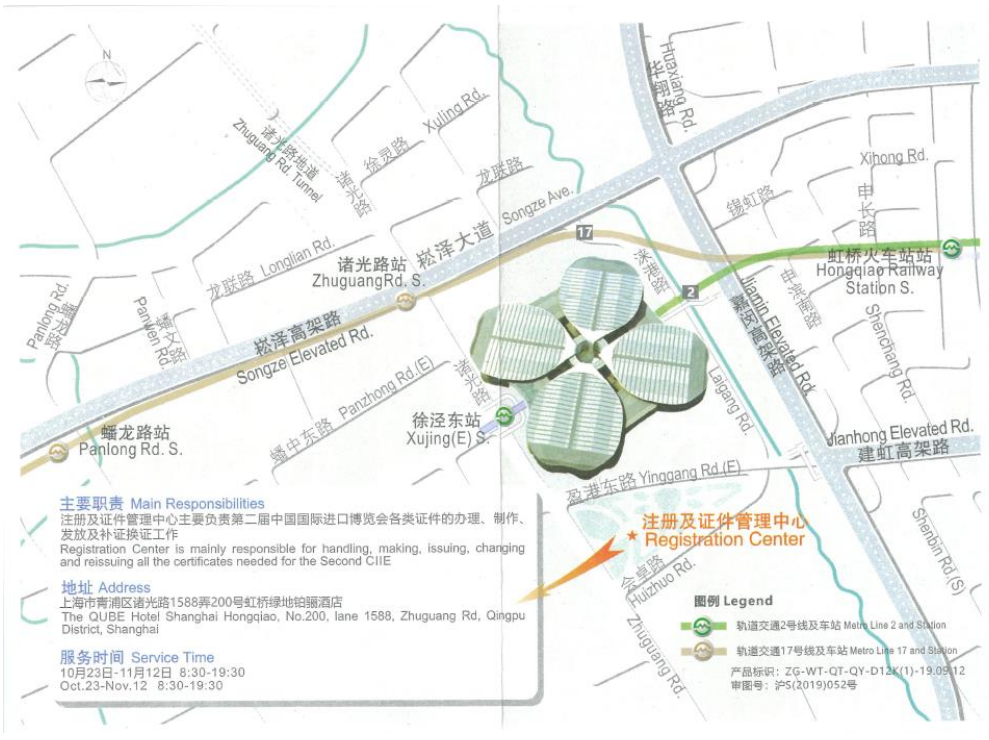 N
诸光路地道
Zhuguang Rd. Tunnel
诸光路
徐灵路
Xuling Rd.
龙联路
华翔路
Huaxiang Rd.
Xihong Rd.
锡虹路
申长路
龙联路 Longlian Rd.
诸光路站
ZhuguangRd. S.
崧泽大道 Songze Ave.
17
2
涞港路
虹桥火车站站
Hongqiao Railway
Station S.
Panlong Rd.
蟠龙路
Panwen Rd.
蟠文路
崧泽高架路
Songze Elevated Rd.
Jiamin Elevated Rd.
嘉闵高架路
Shenchang Rd.
蟠中东路 Panzhong Rd.(E)
诸光路
徐泾东站
Xujing(E) S.
Laigang Rd.
蟠龙路站
Panlong Rd. S.
Jianhong Elevated Rd.
建虹高架路
盈港东路 Yinggang Rd.(E)
Shenbin Rd.(S)
注册及证件管理中心
Registration Center
会卓路
Huizhuo Rd.
Zhuguang Rd.
主要职责 Main Responsibilities
注册及证件管理中心主要负责第二届中国国际进口博览会各类证件的办理、制作、
发放及补证换证工作
Registration Center is mainly responsible for handling, making, issuing, changing
and reissuing all the certificates needed for the Second CIIE
地址 Address
上海市青浦区诸光路1588弄200号虹桥绿地铂骊酒店
The QUBE Hotel Shanghai Hongqiao, No.200, lane 1588, Zhuguang Rd, Qingpu
District, Shanghai
服务时间 Service Time
10月23日-11月12日 8:30-19:30
Oct.23-Nov.12 8:30-19:30
图例 Legend
轨道交通2号线及车站 Metro Line 2 and Station
轨道交通17号线及车站 Metro Line 17 and Station
产品标识：ZG-WT-QT-QY-D12K(1)-19.09.12
审图号：沪S(2019)052号